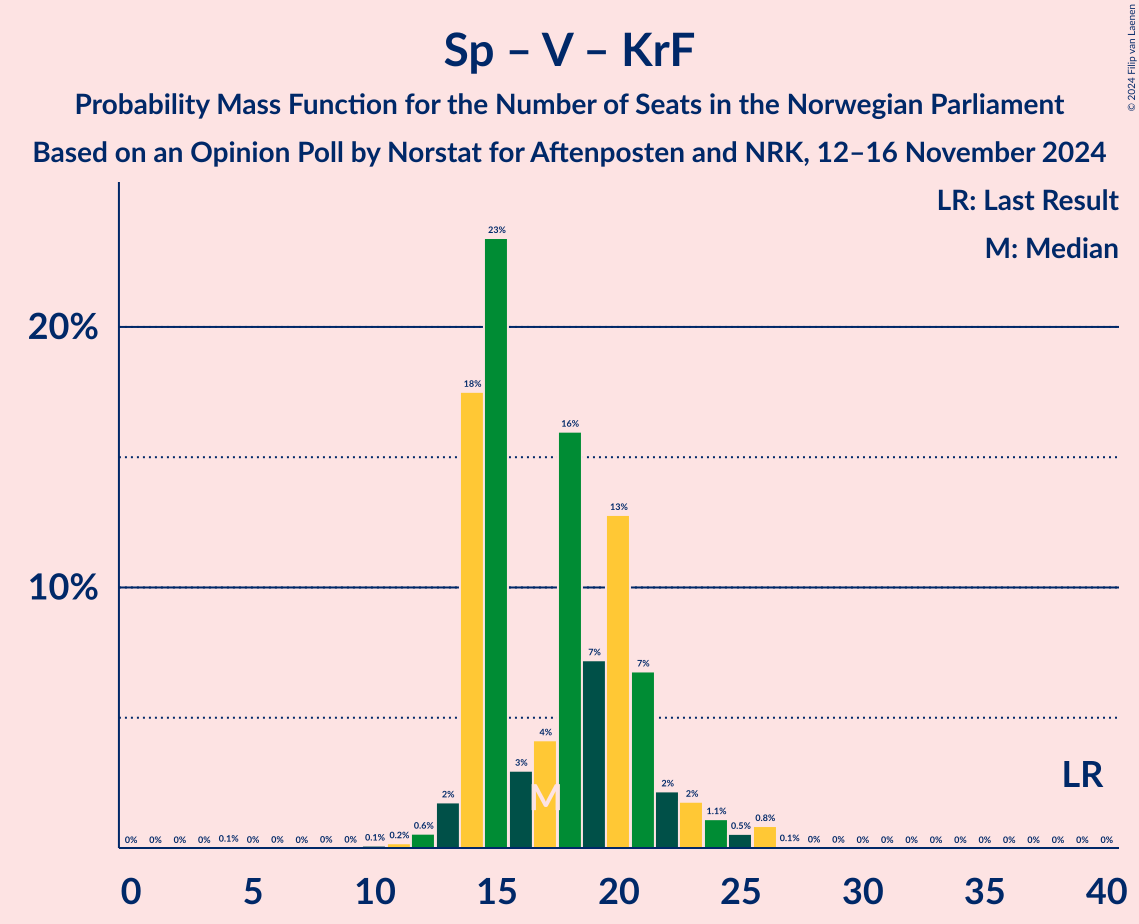 Sp – V – KrF
Probability Mass Function for the Number of Seats in the Norwegian Parliament
Based on an Opinion Poll by Norstat for Aftenposten and NRK, 12–16 November 2024
© 2024 Filip van Laenen
LR: Last Result
M: Median
23%
20%
18%
16%
13%
10%
7%
7%
4%
3%
LR
2%
2%
2%
M
0% 0% 0% 0% 0.1% 0% 0% 0% 0% 0% 0.1% 0.2% 0.6% 1.1% 0.5% 0.8% 0.1% 0% 0% 0% 0% 0% 0% 0% 0% 0% 0% 0% 0% 0%
0 5 10 15 20 25 30 35 40